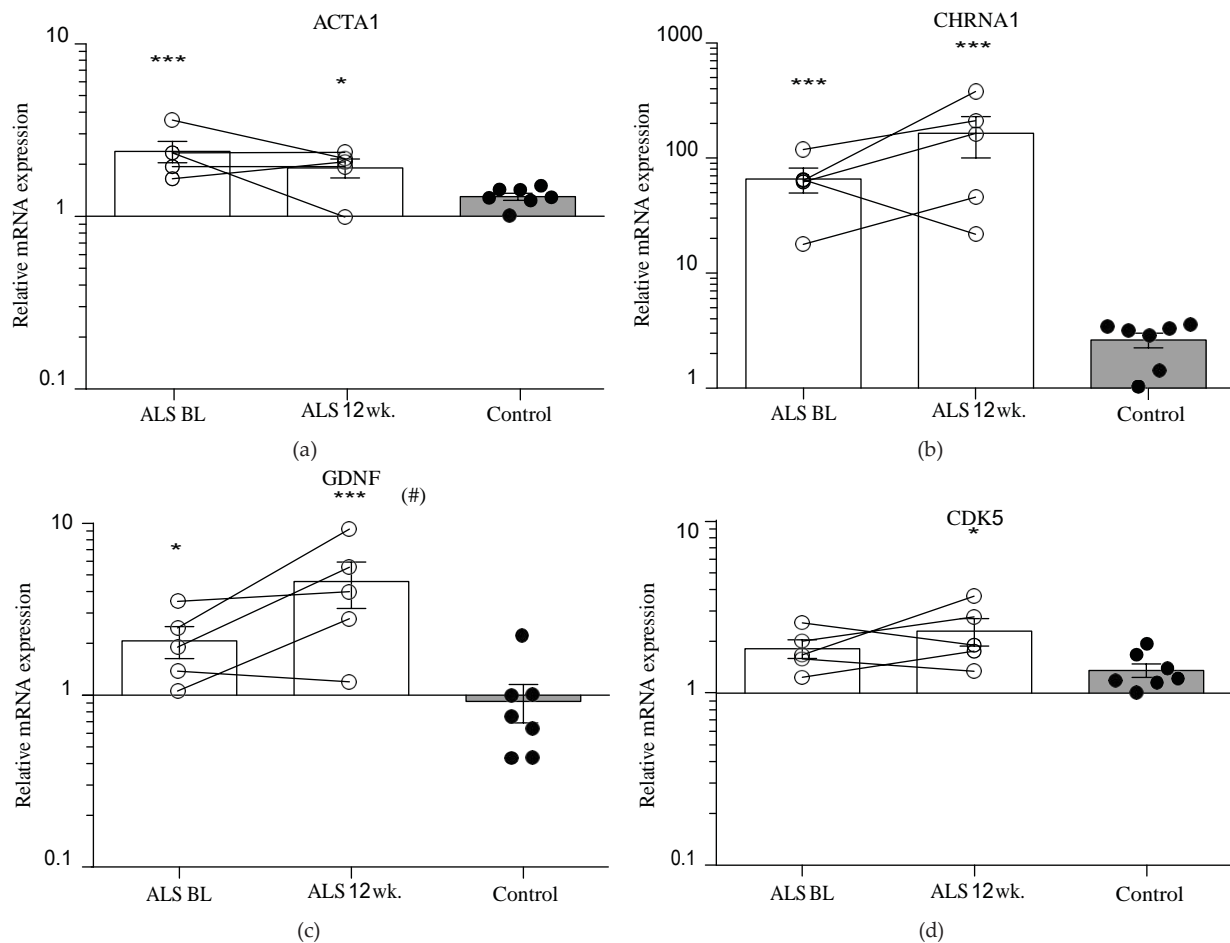 ACTA1
10
1
0.1
Relative mRNA expression
***
*
ALS BL
ALS 12 wk.
Control
(a)
CHRNA1
1000
100
10
1
Relative mRNA expression
***
***
ALS BL
ALS 12 wk.
Control
(b)
GDNF
*** (#)
*
10
1
0.1
Relative mRNA expression
ALS BL
ALS 12 wk.
Control
(c)
CDK5
*
10
1
0.1
Relative mRNA expression
ALS BL
ALS 12 wk.
Control
(d)